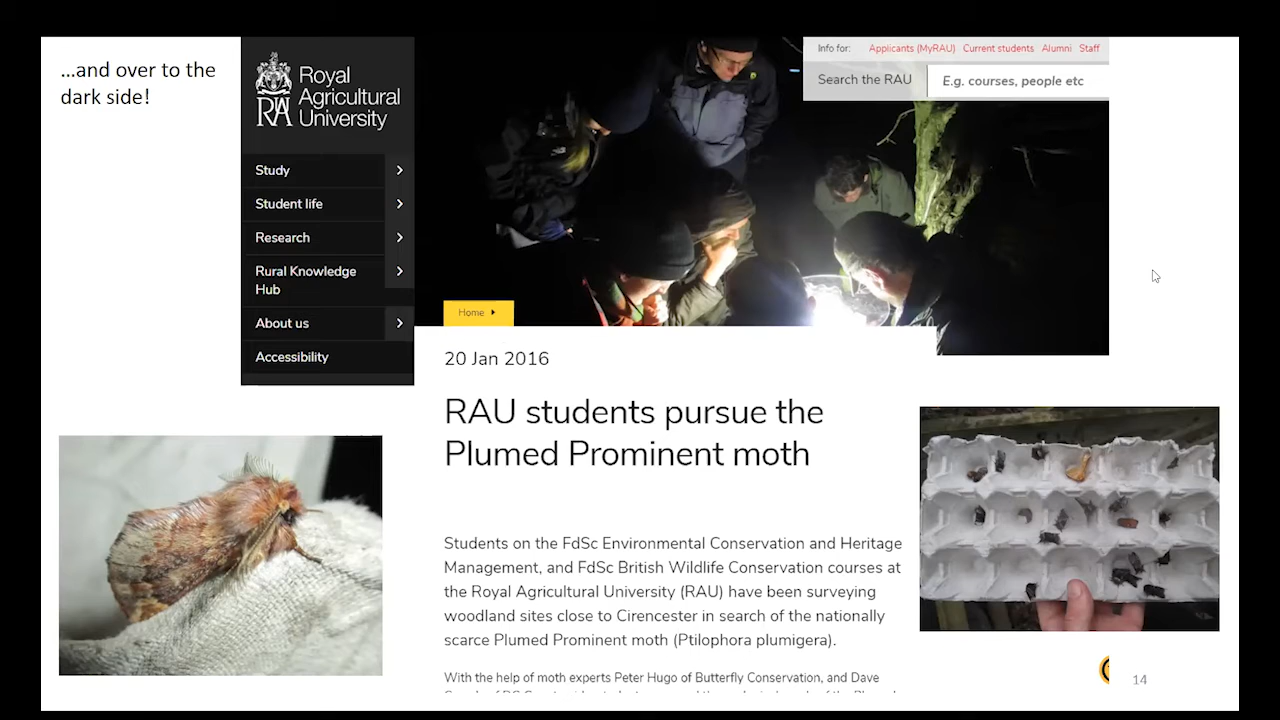 ...and over to the
dark side!
Royal
Agricultural
University
RAU
Study
Student life
Research
Rural Knowledge
Hub
About us
Accessibility
Info for: Applicants (MyRAU) Current students Alumni Staff
Search the RAU E.g. courses, people etc
Home
20 Jan 2016
RAU students pursue the
Plumed Prominent moth
Students on the FdSc Environmental Conservation and Heritage
Management, and FdSc British Wildlife Conservation courses at
the Royal Agricultural University (RAU) have been surveying
woodland sites close to Cirencester in search of the nationally
scarce Plumed Prominent moth (Ptilophora plumigera).
With the help of moth experts Peter Hugo of Butterfly Conservation, and Dave
14